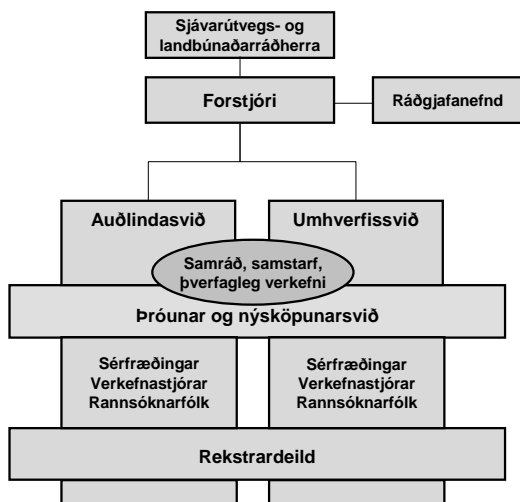 Sjávarútvegs- og
landbúnaðarráðherra
Forstjóri
Ráðgjafanefnd
Auðlindasvið
Umhverfissvið
Samráð, samstarf,
þverfagleg verkefni
Þróunar og nýsköpunarsvið
Sérfræðingar
Verkefnastjórar
Rannsóknarfólk
Sérfræðingar
Verkefnastjórar
Rannsóknarfólk
Rekstrardeild